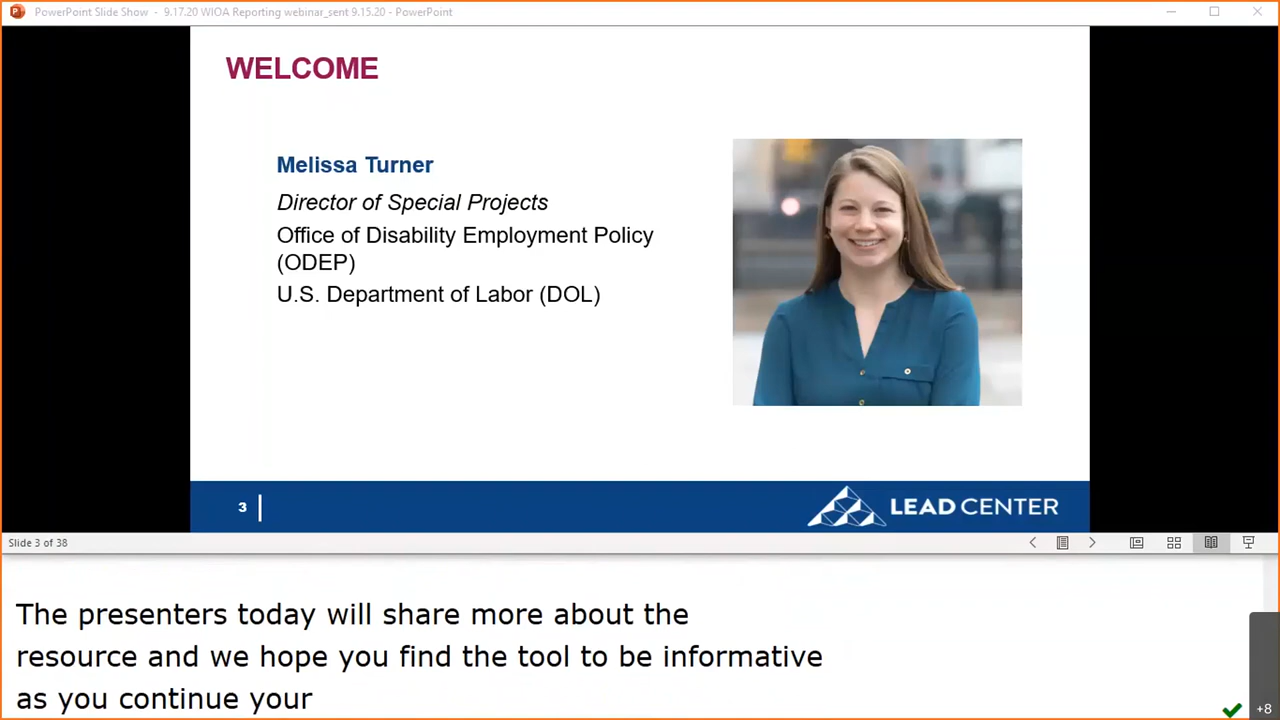 PowerPoint Slide Show - 9.17.20 WIOA Reporting webinar_sent 9.15.20 - PowerPoint
WELCOME
Melissa Turner
Director of Special Projects
Office of Disability Employment Policy
(ODEP)
U.S. Department of Labor (DOL)
3
LEAD CENTER
Slide 3 of 38
The presenters today will share more about the
resource and we hope you find the tool to be informative
as you continue your
+8